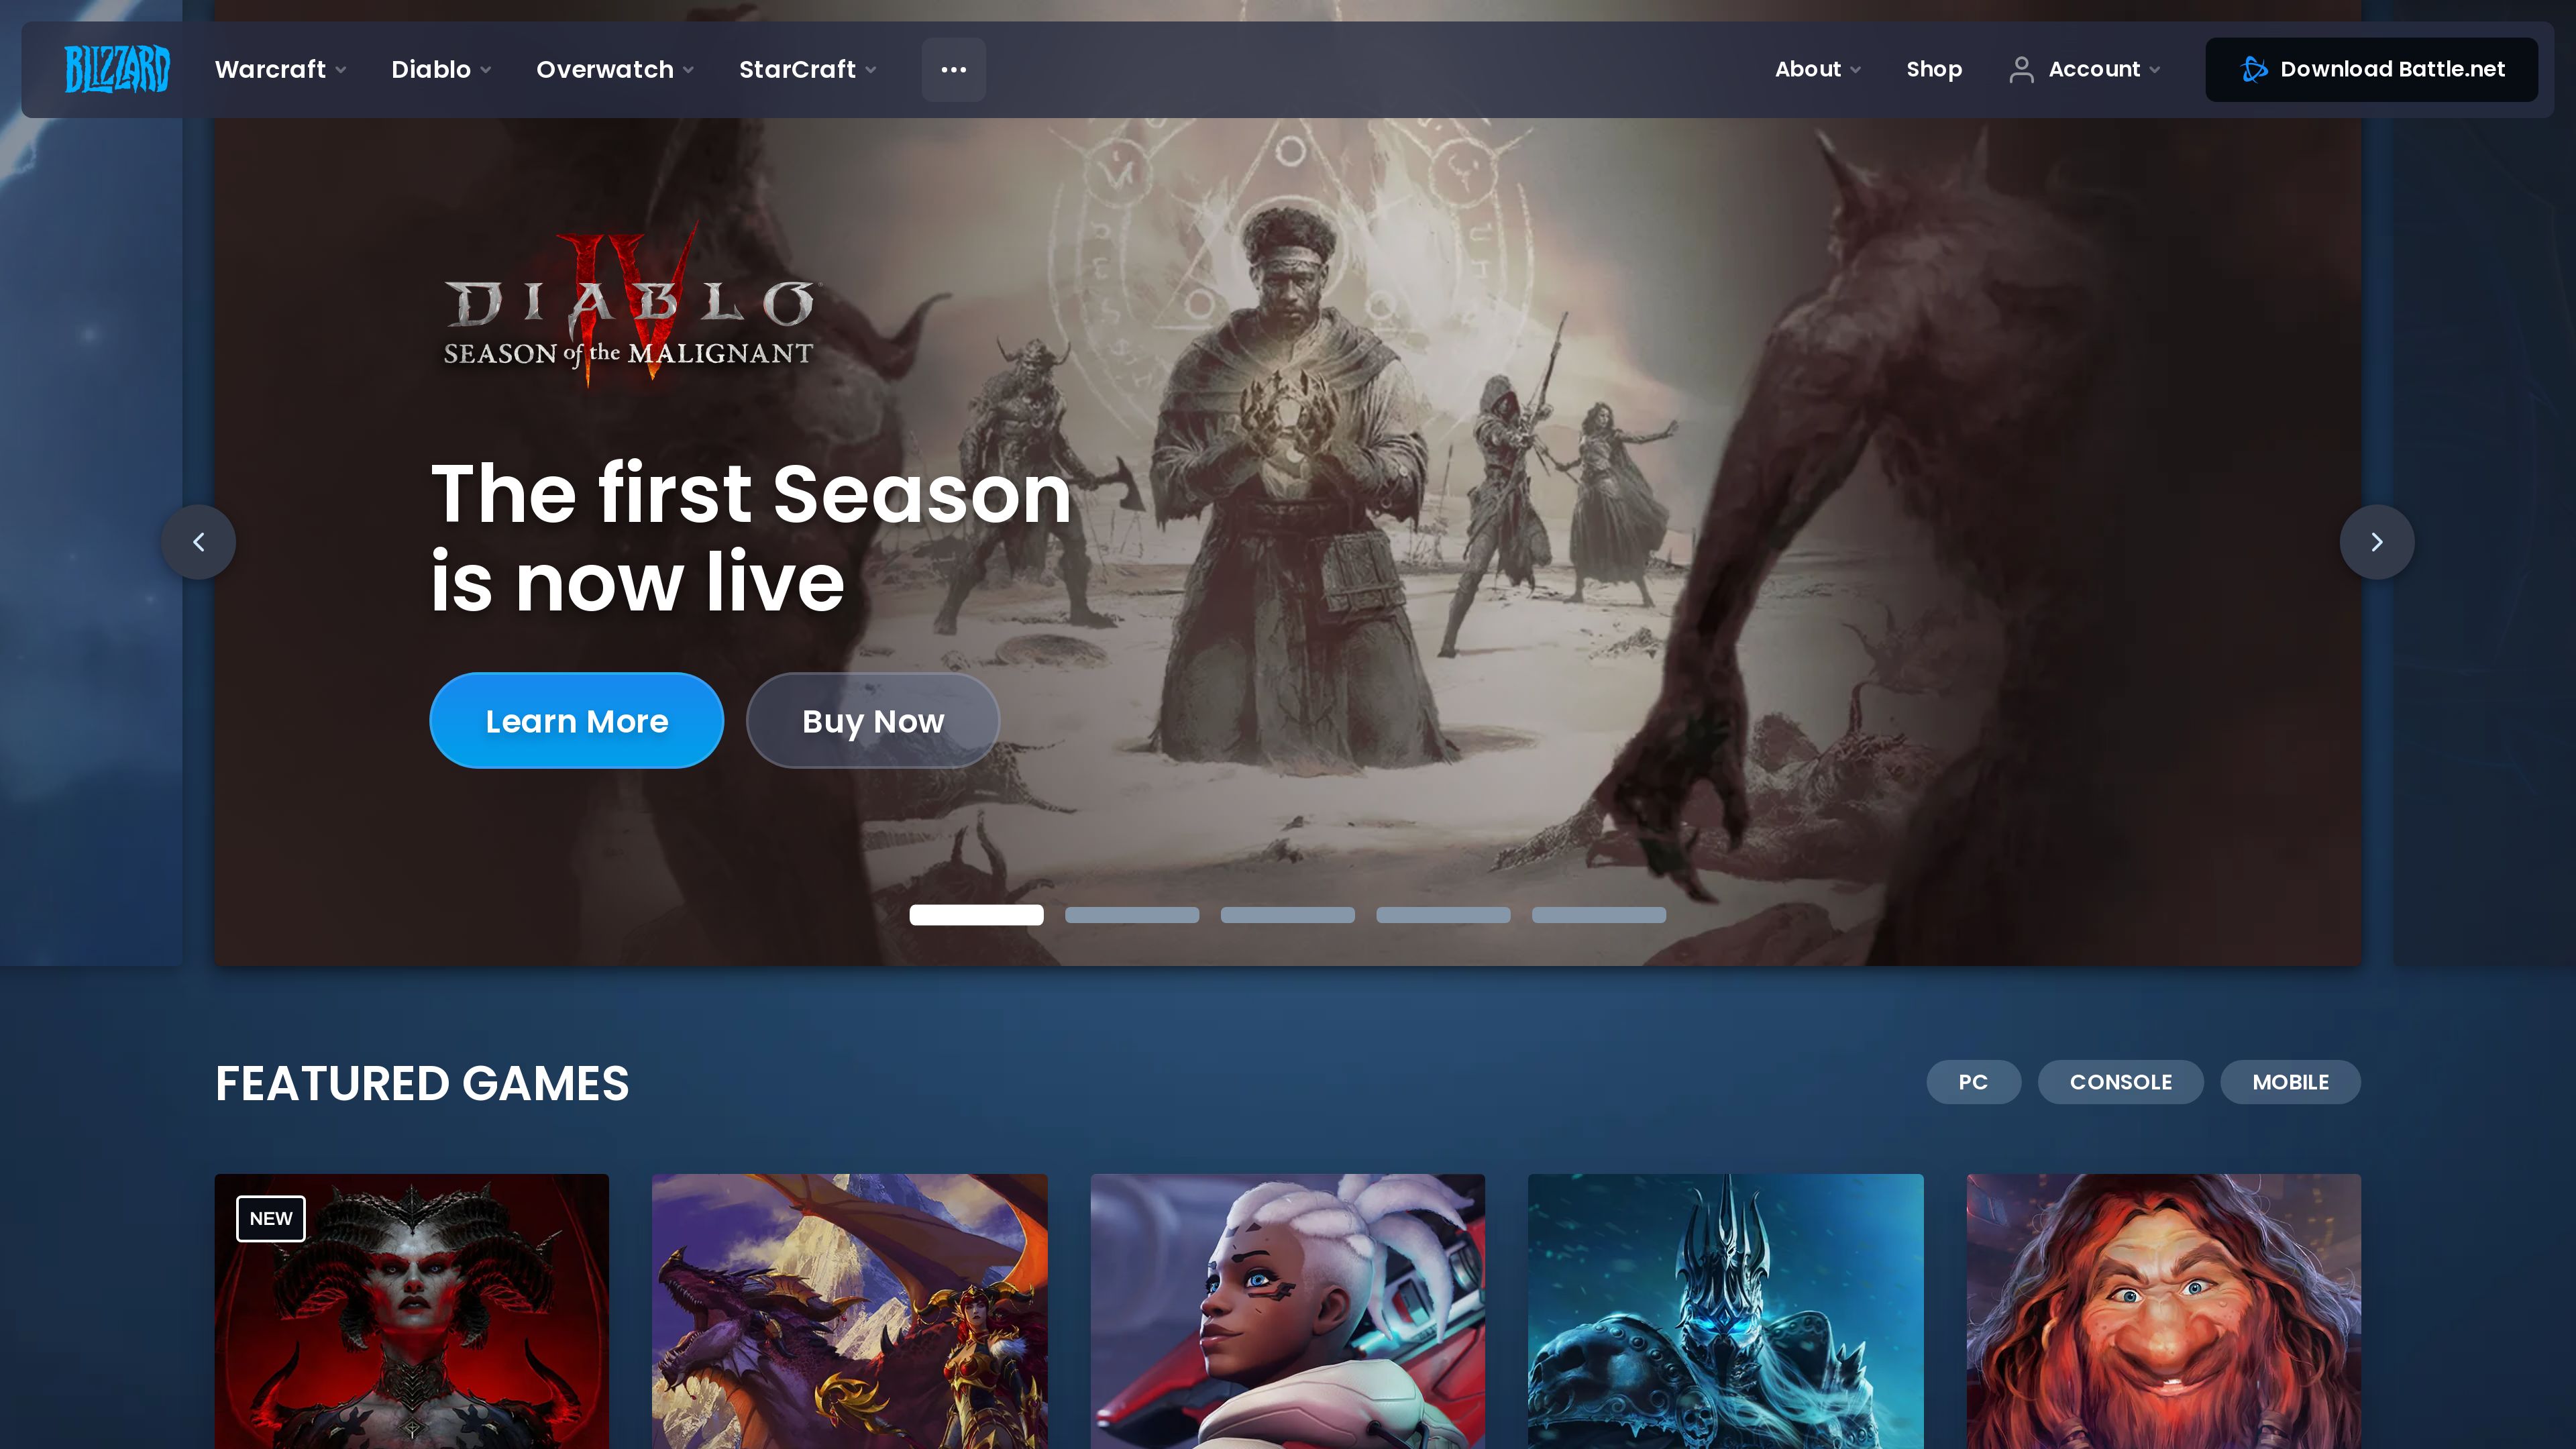 BLIZZARD Warcraft Diablo Overwatch StarCraft ••• About Shop Account Download Battle.net
DIABLO IV
SEASON of the MALIGNANT
The first Season
is now live
Learn More Buy Now
FEATURED GAMES PC CONSOLE MOBILE
NEW